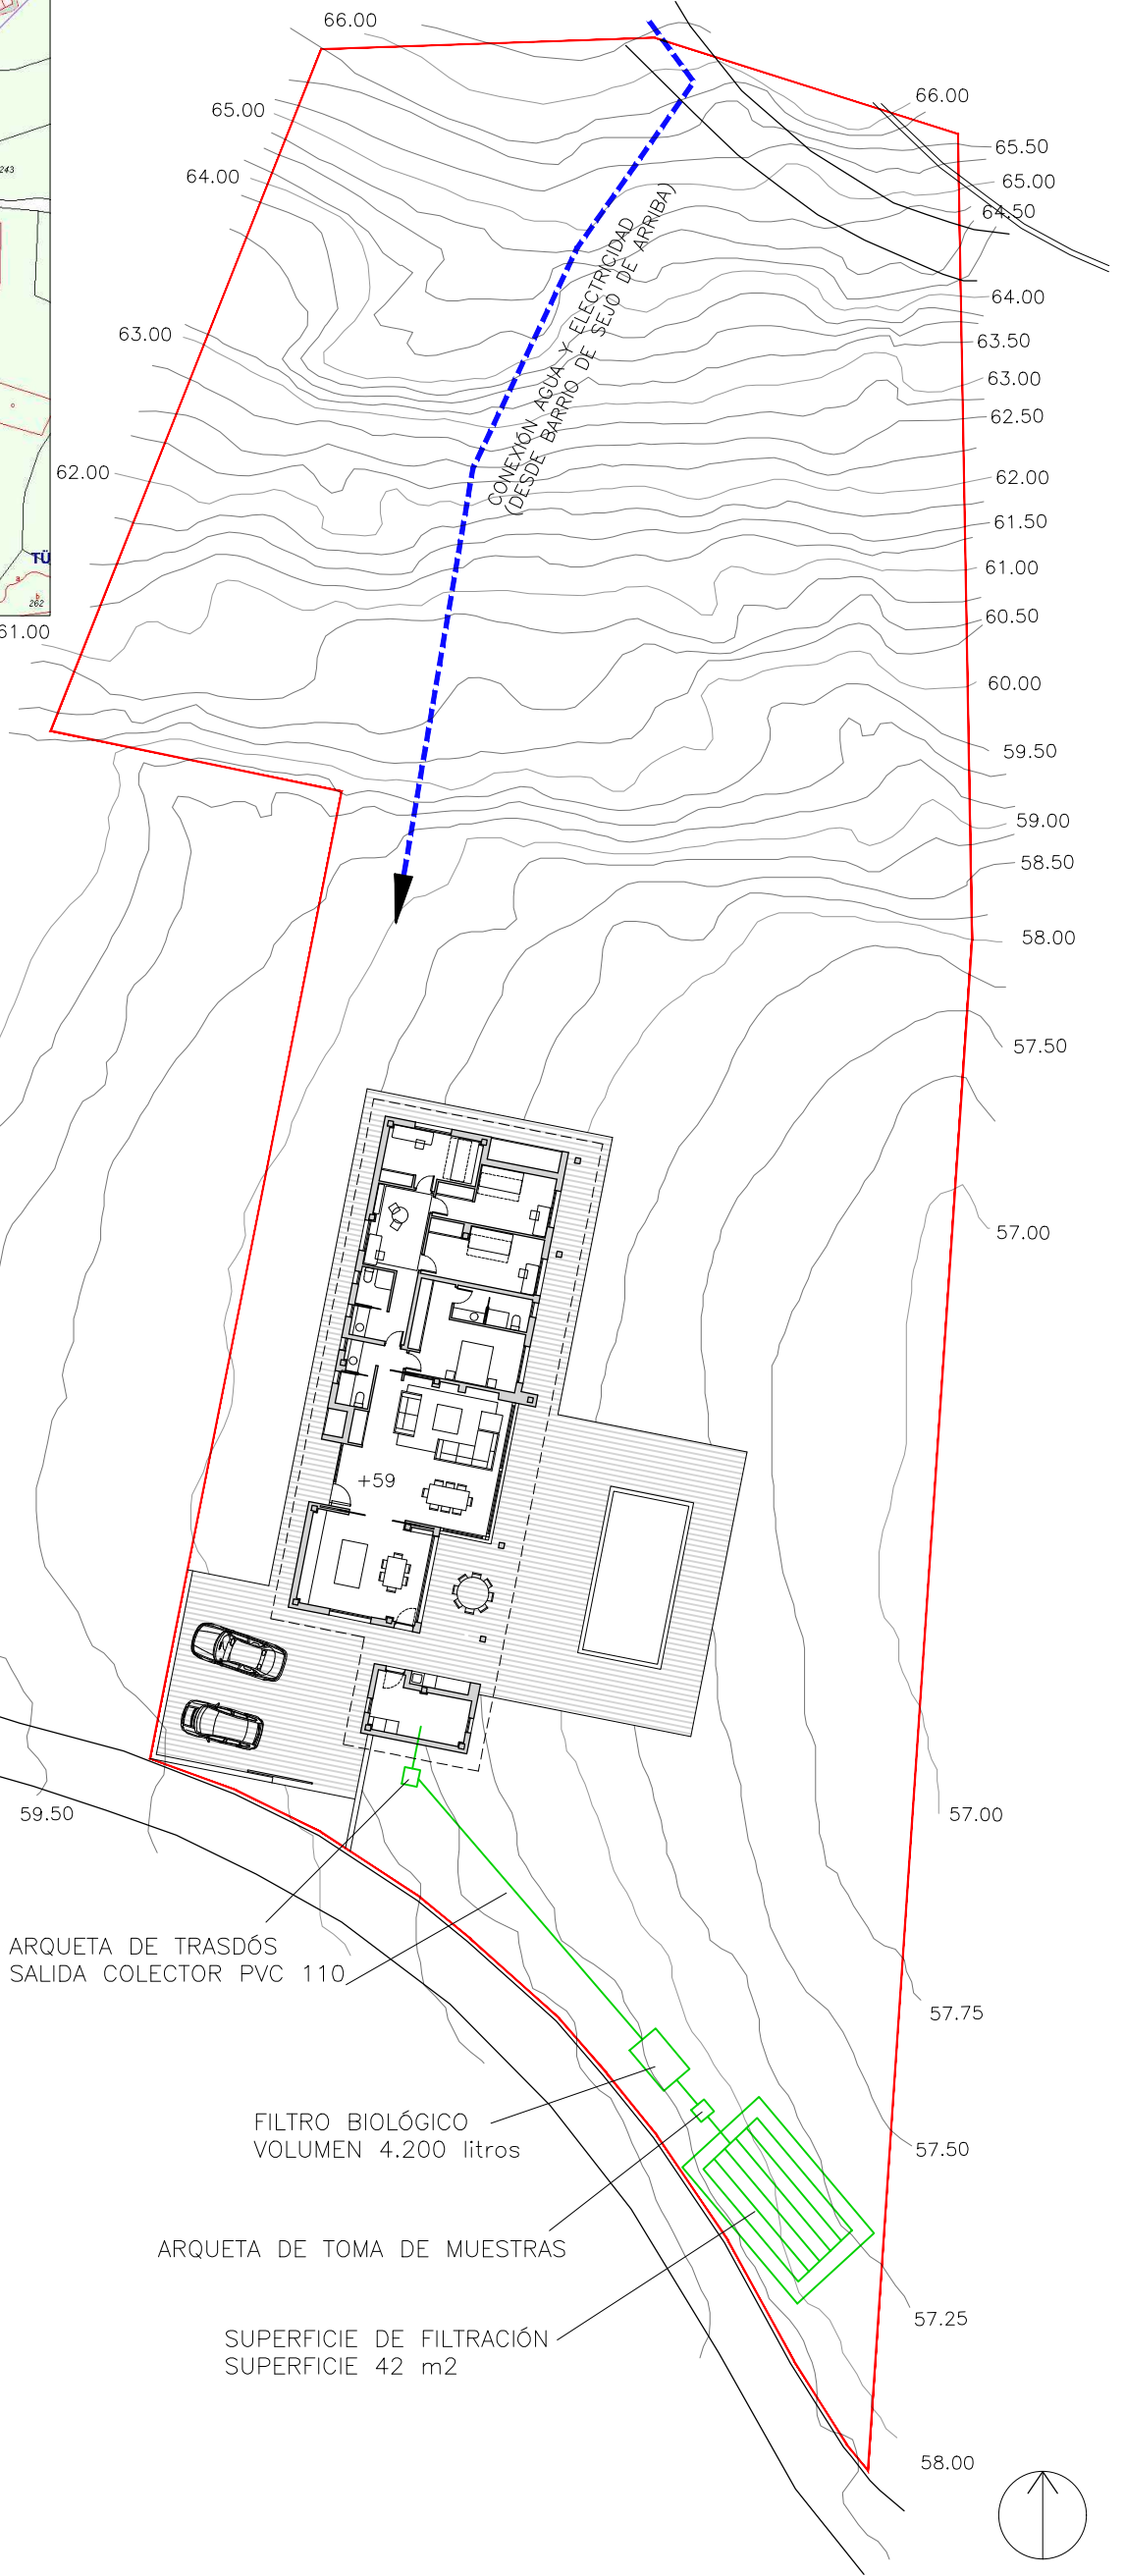 66.00
66.00
65.00
65.50
243
64.00
65.00
64.50
64.00
63.00
63.50
63.00
62.50
62.00
62.00
61.50
TÜ
a
b
262
61.00
61.00
60.50
60.00
59.50
59.00
58.50
58.00
57.50
57.00
CONEXIÓN AGUA Y ELECTRICIDAD
(DESDE BARRIO DE SEJO DE ARRIBA)
+59
59.50
57.00
ARQUETA DE TRASDÓS
SALIDA COLECTOR PVC 110
57.75
FILTRO BIOLÓGICO
VOLUMEN 4.200 litros
57.50
ARQUETA DE TOMA DE MUESTRAS
57.25
SUPERFICIE DE FILTRACIÓN
SUPERFICIE 42 m2
58.00